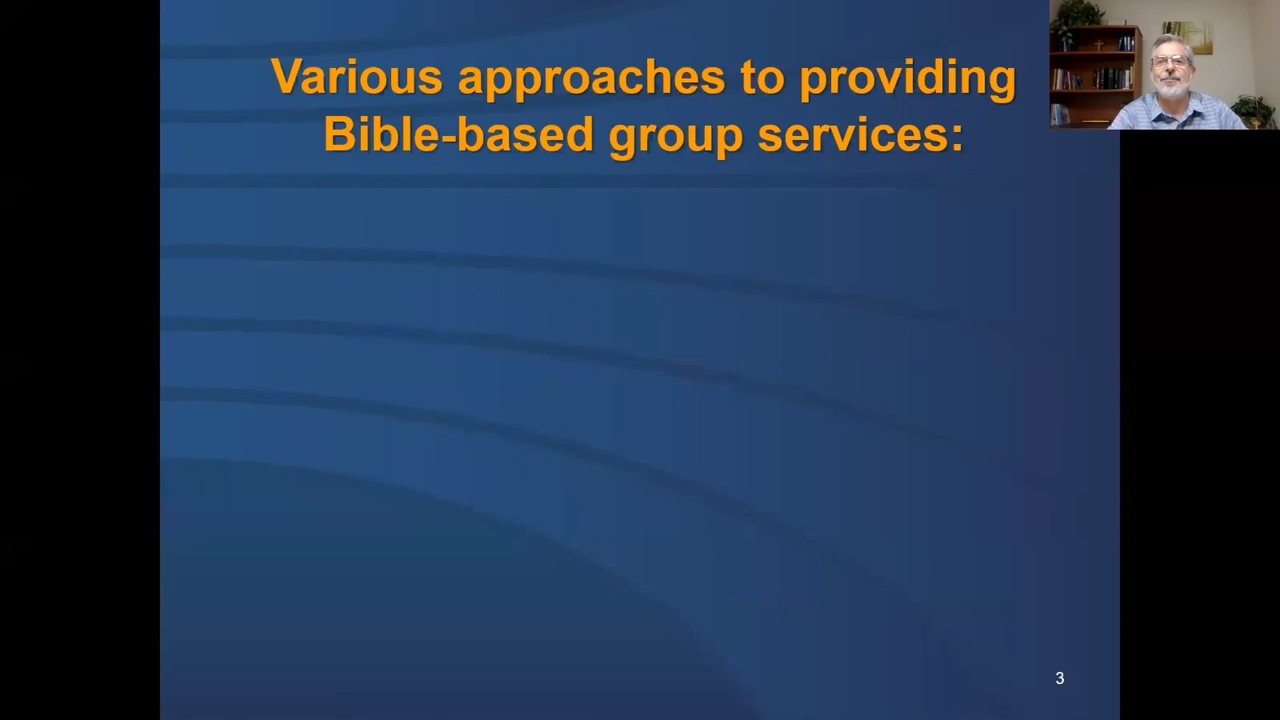 Various approaches to providing
Bible-based group services:
3